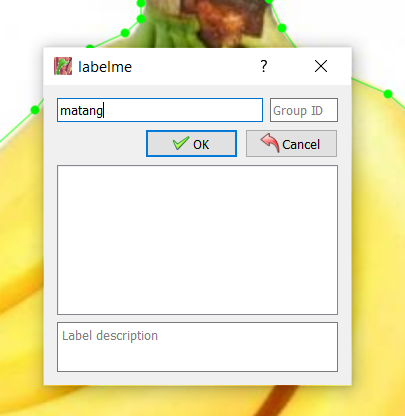 labelme
?
matang
Group ID
OK
Cancel
Label description